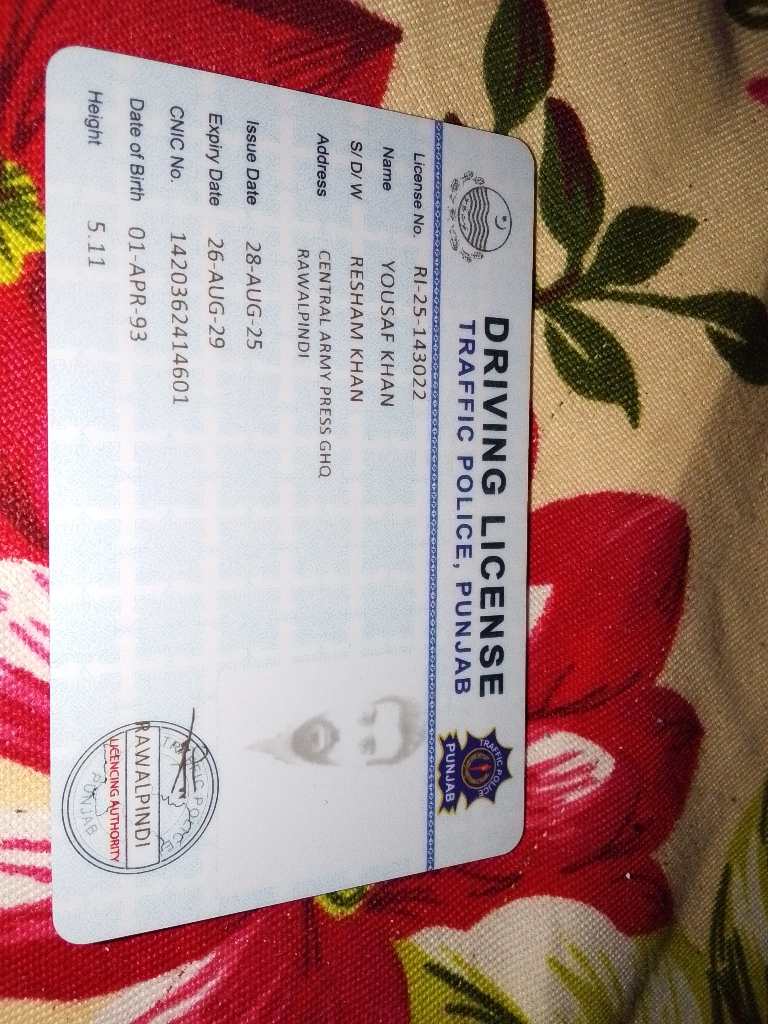 DRIVING LICENSE
TRAFFIC POLICE, PUNJAB
TRAFFIC POLICE
PUNJAB
License No. RI-25-143022
Name YOUSAF KHAN
S/ D/ W RESHAM KHAN
Address CENTRAL ARMY PRESS GHQ
RAWALPINDI
Issue Date 28-AUG-25
Expiry Date 26-AUG-29
CNIC No. 1420362414601
Date of Birth 01-APR-93
Height 5.11
TRAFFIC POLICE
RAWALPINDI
LICENCING AUTHORITY
PUNJAB